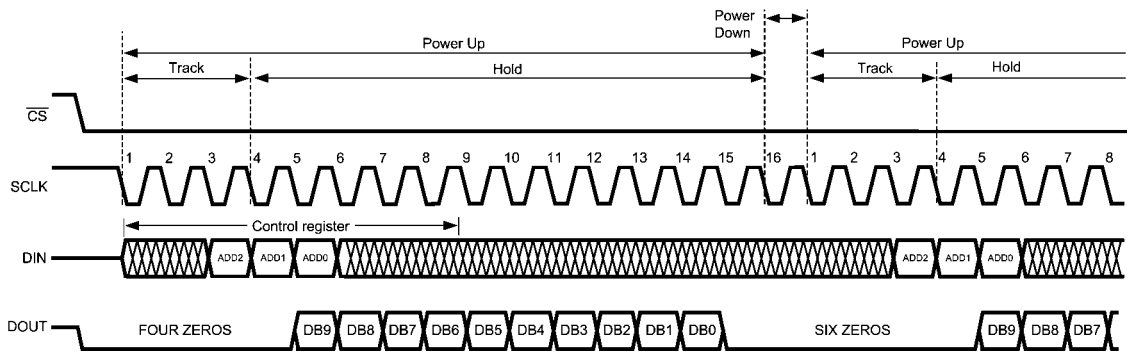 Power Down
Power Up
Power Up
Track
Hold
Track
Hold
CS
SCLK
1 2 3 4 5 6 7 8 9 10 11 12 13 14 15 16 1 2 3 4 5 6 7 8
Control register
DIN
ADD2 ADD1 ADD0 ADD2 ADD1 ADD0
DOUT
FOUR ZEROS DB9 DB8 DB7 DB6 DB5 DB4 DB3 DB2 DB1 DB0 SIX ZEROS DB9 DB8 DB7